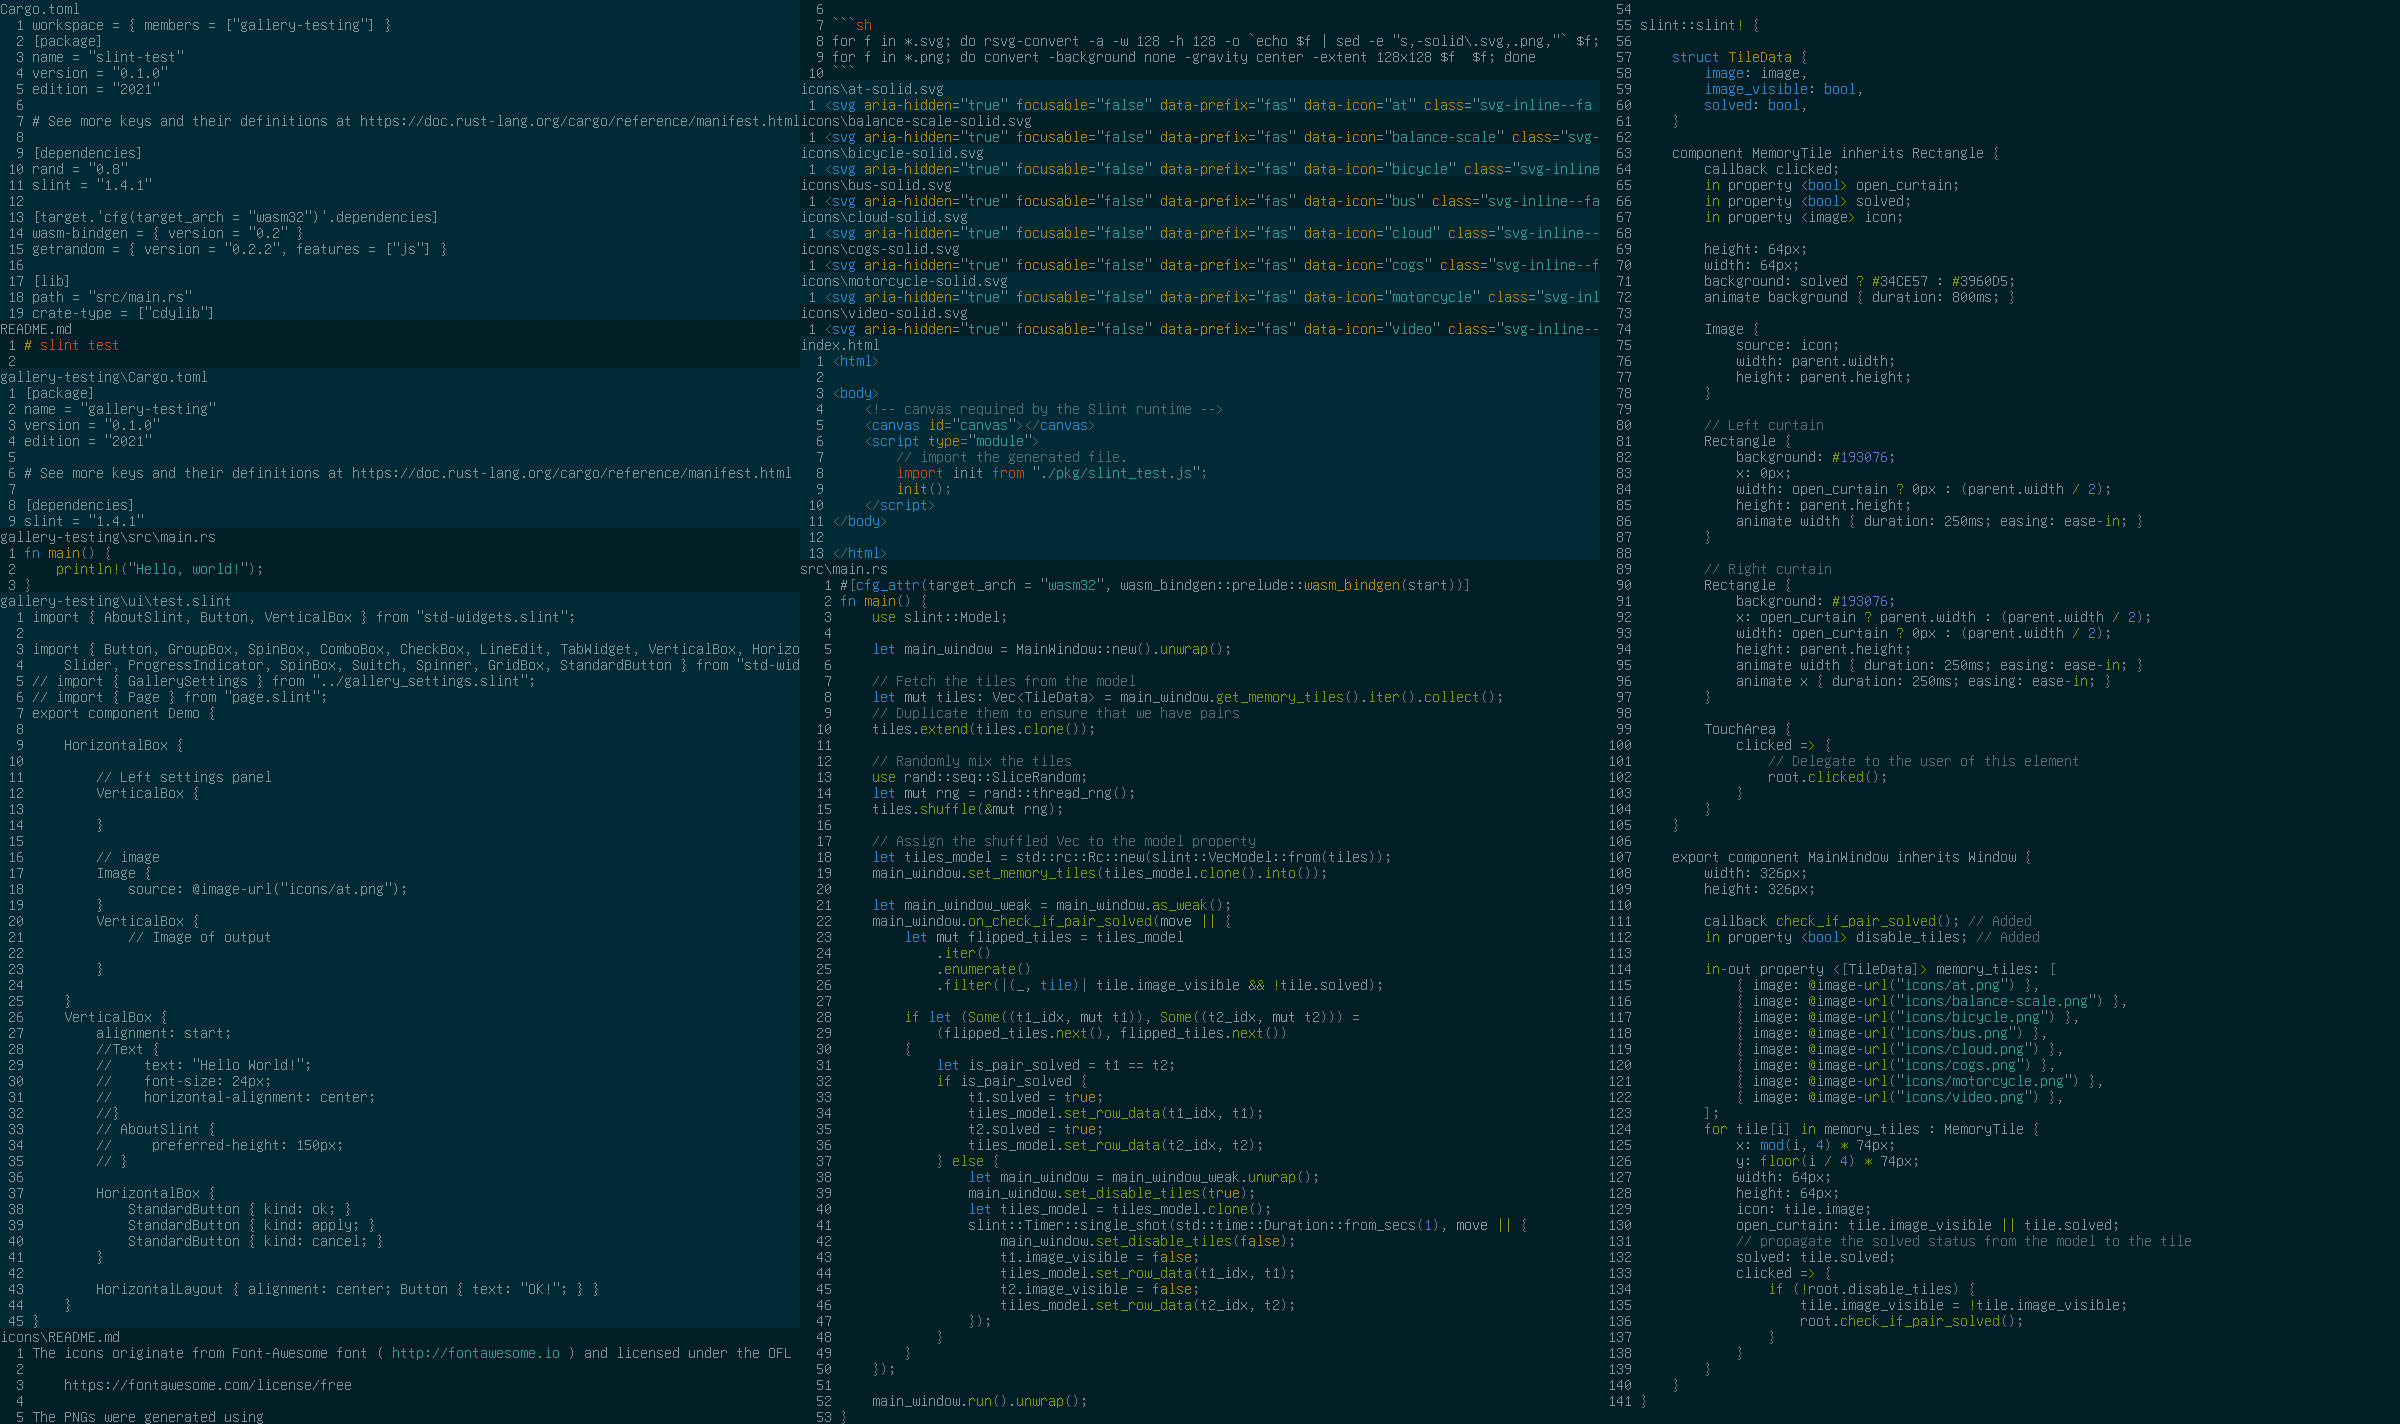 Cargo.toml
1 workspace = { members = ["gallery-testing"] }
2 [package]
3 name = "slint-test"
4 version = "0.1.0"
5 edition = "2021"
6
7 # See more keys and their definitions at https://doc.rust-lang.org/cargo/reference/manifest.html
8
9 [dependencies]
10 rand = "0.8"
11 slint = "1.4.1"
12
13 [target.'cfg(target_arch = "wasm32")'.dependencies]
14 wasm-bindgen = { version = "0.2" }
15 getrandom = { version = "0.2.2", features = ["js"] }
16
17 [lib]
18 path = "src/main.rs"
19 crate-type = ["cdylib"]
README.md
1 # slint test
2
gallery-testing\Cargo.toml
1 [package]
2 name = "gallery-testing"
3 version = "0.1.0"
4 edition = "2021"
5
6 # See more keys and their definitions at https://doc.rust-lang.org/cargo/reference/manifest.html
7
8 [dependencies]
9 slint = "1.4.1"
gallery-testing\src\main.rs
1 fn main() {
2     println!("Hello, world!");
3 }
gallery-testing\ui\test.slint
1 import { AboutSlint, Button, VerticalBox } from "std-widgets.slint";
2
3 import { Button, GroupBox, SpinBox, ComboBox, CheckBox, LineEdit, TabWidget, VerticalBox, Horizo
4     Slider, ProgressIndicator, SpinBox, Switch, Spinner, GridBox, StandardButton } from "std-wid
5 // import { GallerySettings } from "../gallery_settings.slint";
6 // import { Page } from "page.slint";
7 export component Demo {
8
9     HorizontalBox {
10
11         // Left settings panel
12         VerticalBox {
13
14         }
15
16         // image
17         Image {
18             source: @image-url("icons/at.png");
19         }
20         VerticalBox {
21             // Image of output
22
23         }
24
25     }
26     VerticalBox {
27         alignment: start;
28         //Text {
29         //    text: "Hello World!";
30         //    font-size: 24px;
31         //    horizontal-alignment: center;
32         //}
33         // AboutSlint {
34         //     preferred-height: 150px;
35         // }
36
37         HorizontalBox {
38             StandardButton { kind: ok; }
39             StandardButton { kind: apply; }
40             StandardButton { kind: cancel; }
41         }
42
43         HorizontalLayout { alignment: center; Button { text: "OK!"; } }
44     }
45 }
icons\README.md
1 The icons originate from Font-Awesome font ( http://fontawesome.io ) and licensed under the OFL
2
3     https://fontawesome.com/license/free
4
5 The PNGs were generated using
6
7 ```sh
8 for f in *.svg; do rsvg-convert -a -w 128 -h 128 -o `echo $f | sed -e "s,-solid\.svg,.png,"` $f;
9 for f in *.png; do convert -background none -gravity center -extent 128x128 $f  $f; done
10 ```
icons\at-solid.svg
1 <svg aria-hidden="true" focusable="false" data-prefix="fas" data-icon="at" class="svg-inline--fa
icons\balance-scale-solid.svg
1 <svg aria-hidden="true" focusable="false" data-prefix="fas" data-icon="balance-scale" class="svg-
icons\bicycle-solid.svg
1 <svg aria-hidden="true" focusable="false" data-prefix="fas" data-icon="bicycle" class="svg-inline
icons\bus-solid.svg
1 <svg aria-hidden="true" focusable="false" data-prefix="fas" data-icon="bus" class="svg-inline--fa
icons\cloud-solid.svg
1 <svg aria-hidden="true" focusable="false" data-prefix="fas" data-icon="cloud" class="svg-inline--
icons\cogs-solid.svg
1 <svg aria-hidden="true" focusable="false" data-prefix="fas" data-icon="cogs" class="svg-inline--f
icons\motorcycle-solid.svg
1 <svg aria-hidden="true" focusable="false" data-prefix="fas" data-icon="motorcycle" class="svg-inl
icons\video-solid.svg
1 <svg aria-hidden="true" focusable="false" data-prefix="fas" data-icon="video" class="svg-inline--
index.html
1 <html>
2
3 <body>
4     <!-- canvas required by the Slint runtime -->
5     <canvas id="canvas"></canvas>
6     <script type="module">
7         // import the generated file.
8         import init from "./pkg/slint_test.js";
9         init();
10     </script>
11 </body>
12
13 </html>
src\main.rs
1 #[cfg_attr(target_arch = "wasm32", wasm_bindgen::prelude::wasm_bindgen(start))]
2 fn main() {
3     use slint::Model;
4
5     let main_window = MainWindow::new().unwrap();
6
7     // Fetch the tiles from the model
8     let mut tiles: Vec<TileData> = main_window.get_memory_tiles().iter().collect();
9     // Duplicate them to ensure that we have pairs
10     tiles.extend(tiles.clone());
11
12     // Randomly mix the tiles
13     use rand::seq::SliceRandom;
14     let mut rng = rand::thread_rng();
15     tiles.shuffle(&mut rng);
16
17     // Assign the shuffled Vec to the model property
18     let tiles_model = std::rc::Rc::new(slint::VecModel::from(tiles));
19     main_window.set_memory_tiles(tiles_model.clone().into());
20
21     let main_window_weak = main_window.as_weak();
22     main_window.on_check_if_pair_solved(move || {
23         let mut flipped_tiles = tiles_model
24             .iter()
25             .enumerate()
26             .filter(|(_, tile)| tile.image_visible && !tile.solved);
27
28         if let (Some((t1_idx, mut t1)), Some((t2_idx, mut t2))) =
29             (flipped_tiles.next(), flipped_tiles.next())
30         {
31             let is_pair_solved = t1 == t2;
32             if is_pair_solved {
33                 t1.solved = true;
34                 tiles_model.set_row_data(t1_idx, t1);
35                 t2.solved = true;
36                 tiles_model.set_row_data(t2_idx, t2);
37             } else {
38                 let main_window = main_window_weak.unwrap();
39                 main_window.set_disable_tiles(true);
40                 let tiles_model = tiles_model.clone();
41                 slint::Timer::single_shot(std::time::Duration::from_secs(1), move || {
42                     main_window.set_disable_tiles(false);
43                     t1.image_visible = false;
44                     tiles_model.set_row_data(t1_idx, t1);
45                     t2.image_visible = false;
46                     tiles_model.set_row_data(t2_idx, t2);
47                 });
48             }
49         }
50     });
51
52     main_window.run().unwrap();
53 }
54
55 slint::slint! {
56
57     struct TileData {
58         image: image,
59         image_visible: bool,
60         solved: bool,
61     }
62
63     component MemoryTile inherits Rectangle {
64         callback clicked;
65         in property <bool> open_curtain;
66         in property <bool> solved;
67         in property <image> icon;
68
69         height: 64px;
70         width: 64px;
71         background: solved ? #34CE57 : #3960D5;
72         animate background { duration: 800ms; }
73
74         Image {
75             source: icon;
76             width: parent.width;
77             height: parent.height;
78         }
79
80         // Left curtain
81         Rectangle {
82             background: #193076;
83             x: 0px;
84             width: open_curtain ? 0px : (parent.width / 2);
85             height: parent.height;
86             animate width { duration: 250ms; easing: ease-in; }
87         }
88
89         // Right curtain
90         Rectangle {
91             background: #193076;
92             x: open_curtain ? parent.width : (parent.width / 2);
93             width: open_curtain ? 0px : (parent.width / 2);
94             height: parent.height;
95             animate width { duration: 250ms; easing: ease-in; }
96             animate x { duration: 250ms; easing: ease-in; }
97         }
98
99         TouchArea {
100             clicked => {
101                 // Delegate to the user of this element
102                 root.clicked();
103             }
104         }
105     }
106
107     export component MainWindow inherits Window {
108         width: 326px;
109         height: 326px;
110
111         callback check_if_pair_solved(); // Added
112         in property <bool> disable_tiles; // Added
113
114         in-out property <[TileData]> memory_tiles: [
115             { image: @image-url("icons/at.png") },
116             { image: @image-url("icons/balance-scale.png") },
117             { image: @image-url("icons/bicycle.png") },
118             { image: @image-url("icons/bus.png") },
119             { image: @image-url("icons/cloud.png") },
120             { image: @image-url("icons/cogs.png") },
121             { image: @image-url("icons/motorcycle.png") },
122             { image: @image-url("icons/video.png") },
123         ];
124         for tile[i] in memory_tiles : MemoryTile {
125             x: mod(i, 4) * 74px;
126             y: floor(i / 4) * 74px;
127             width: 64px;
128             height: 64px;
129             icon: tile.image;
130             open_curtain: tile.image_visible || tile.solved;
131             // propagate the solved status from the model to the tile
132             solved: tile.solved;
133             clicked => {
134                 if (!root.disable_tiles) {
135                     tile.image_visible = !tile.image_visible;
136                     root.check_if_pair_solved();
137                 }
138             }
139         }
140     }
141 }